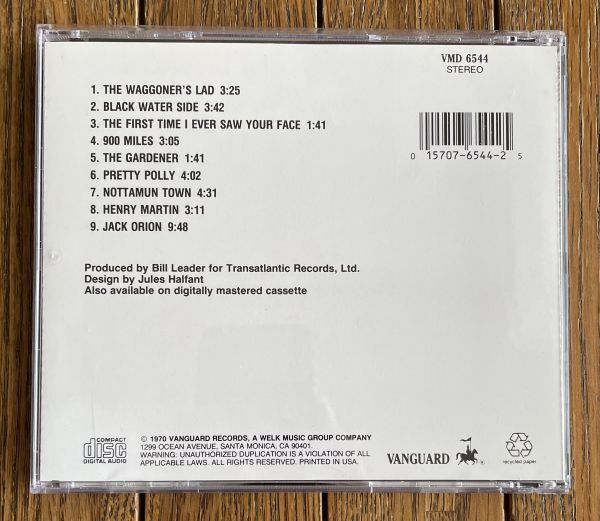 VMD 6544
STEREO
1. THE WAGGONER'S LAD 3:25
2. BLACK WATER SIDE 3:42
3. THE FIRST TIME I EVER SAW YOUR FACE 1:41
4. 900 MILES 3:05
5. THE GARDENER 1:41
6. PRETTY POLLY 4:02
7. NOTTAMUN TOWN 4:31
8. HENRY MARTIN 3:11
9. JACK ORION 9:48
0 15707-6544-2 5
Produced by Bill Leader for Transatlantic Records, Ltd.
Design by Jules Halfant
Also available on digitally mastered cassette
COMPACT
disc
DIGITAL AUDIO
© 1970 VANGUARD RECORDS, A WELK MUSIC GROUP COMPANY
1299 OCEAN AVENUE, SANTA MONICA, CA 90401.
WARNING: UNAUTHORIZED DUPLICATION IS A VIOLATION OF ALL
APPLICABLE LAWS. ALL RIGHTS RESERVED. PRINTED IN USA.
VANGUARD ®
recycled paper